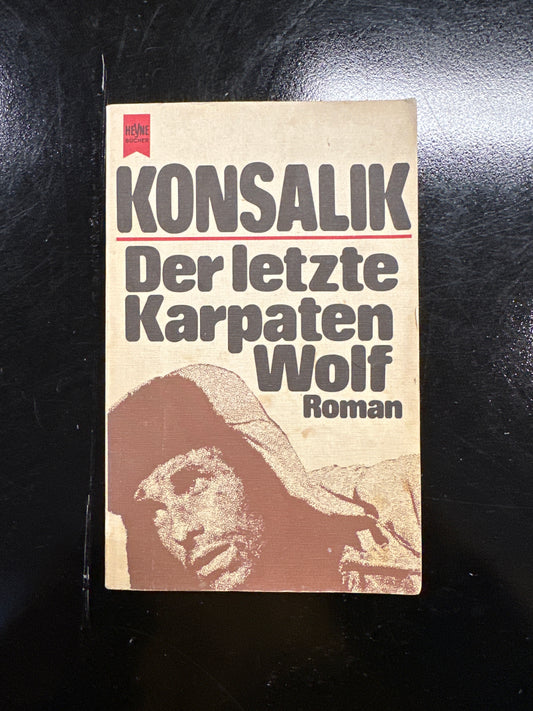 HEYNE
BÜCHER
KONSALIK
Der letzte
Karpaten
Wolf
Roman